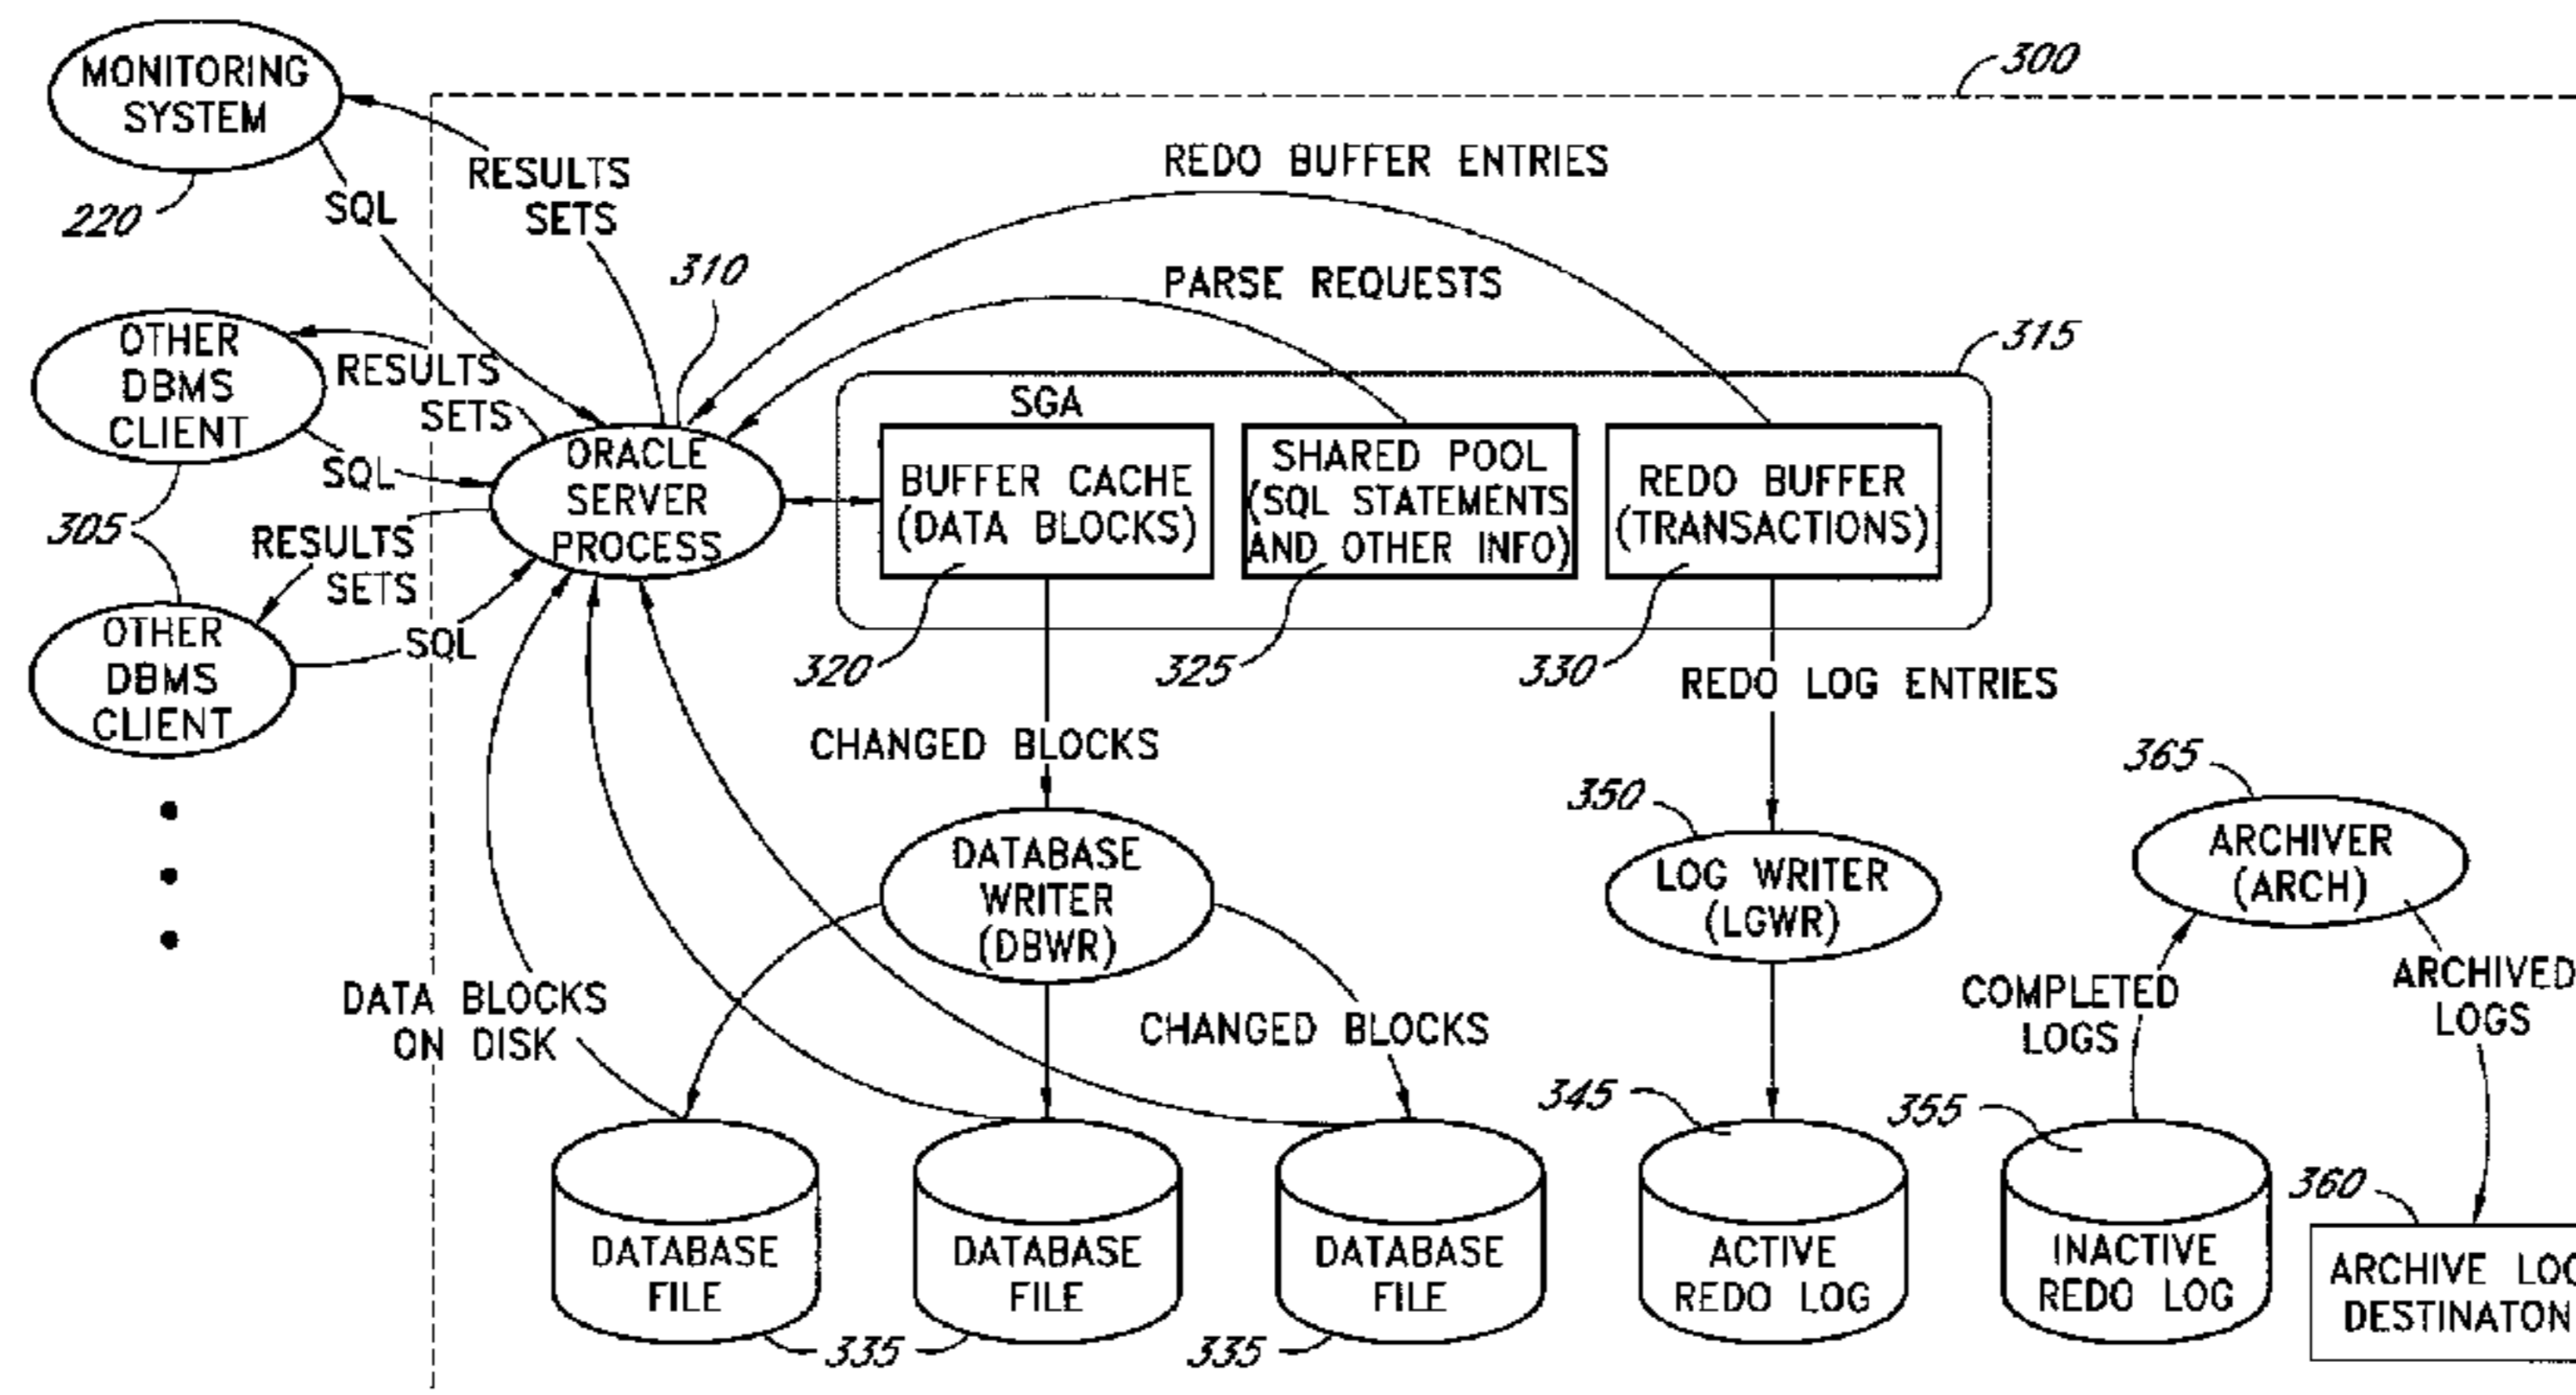 MONITORING
SYSTEM
220
SQL
RESULTS
SETS
300
REDO BUFFER ENTRIES
310
PARSE REQUESTS
315
OTHER
DBMS
CLIENT
RESULTS
SETS
SQL
305
ORACLE
SERVER
PROCESS
SGA
BUFFER CACHE
(DATA BLOCKS)
SHARED POOL
(SQL STATEMENTS
AND OTHER INFO)
REDO BUFFER
(TRANSACTIONS)
RESULTS
SETS
SQL
OTHER
DBMS
CLIENT
320
325
330
REDO LOG ENTRIES
CHANGED BLOCKS
350
365
DATABASE
WRITER
(DBWR)
LOG WRITER
(LGWR)
ARCHIVER
(ARCH)
DATA BLOCKS
ON DISK
CHANGED BLOCKS
COMPLETED
LOGS
ARCHIVED
LOGS
345
355
360
DATABASE
FILE
DATABASE
FILE
DATABASE
FILE
ACTIVE
REDO LOG
INACTIVE
REDO LOG
ARCHIVE LOG
DESTINATON
335
335